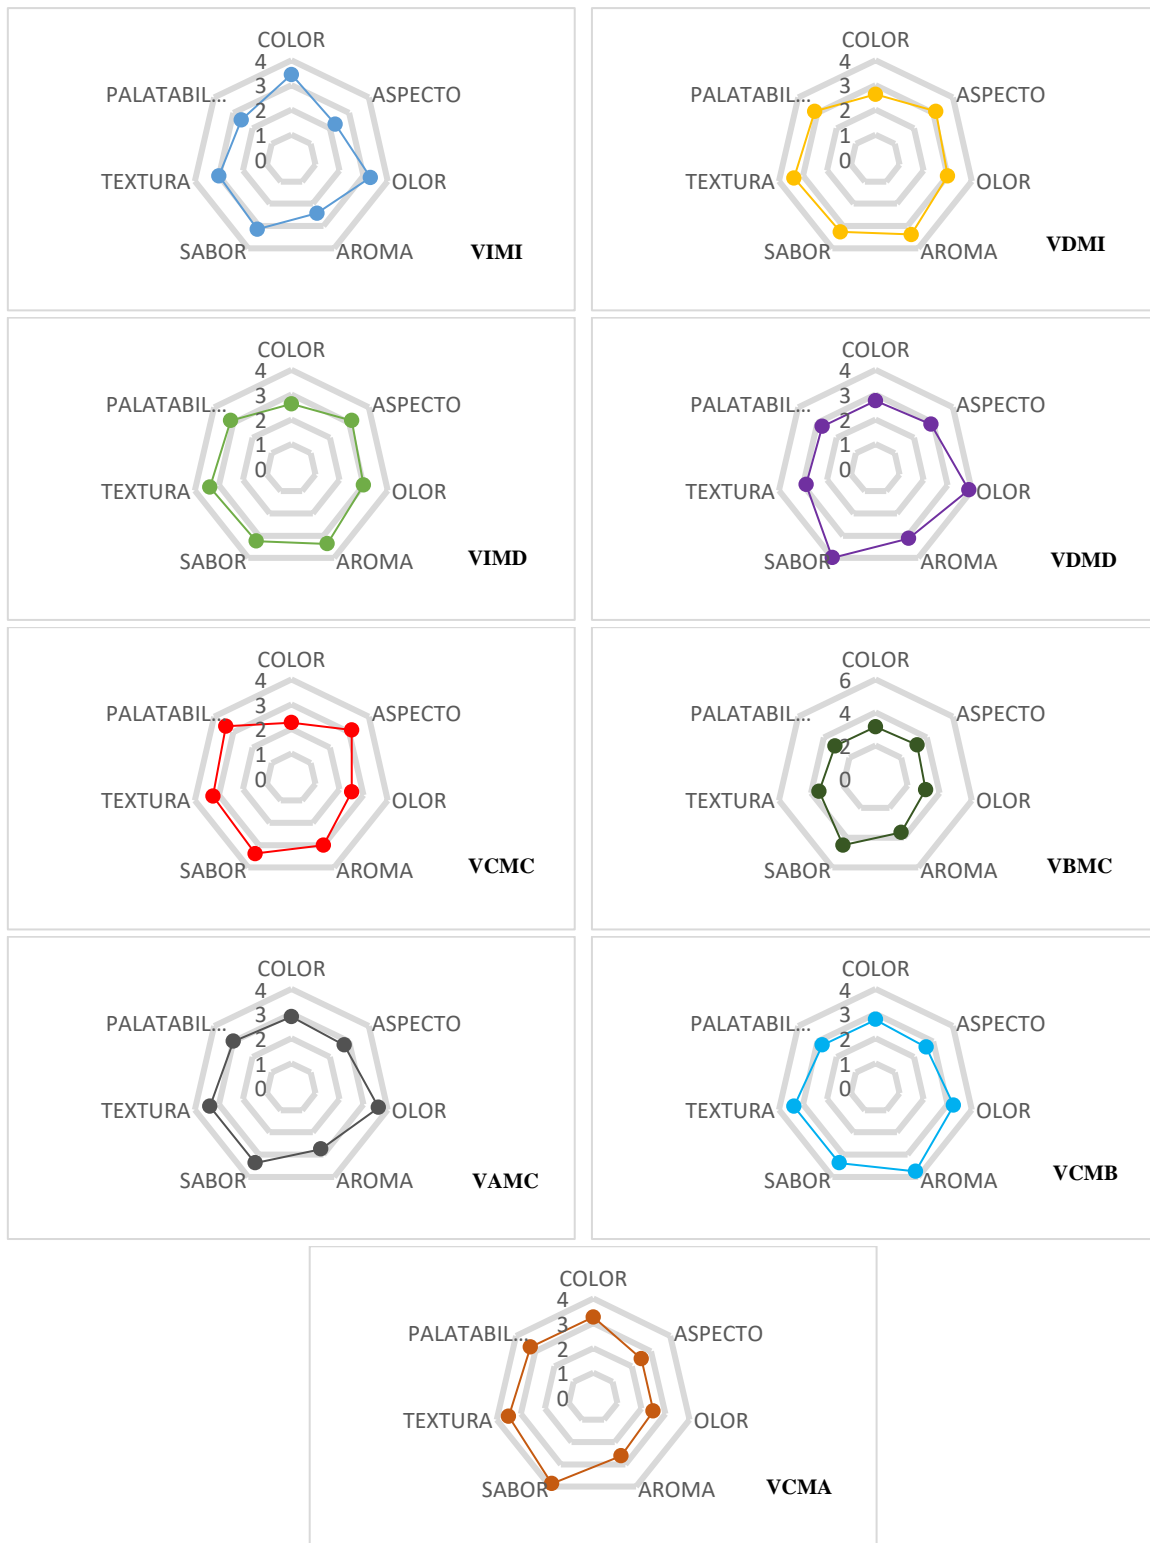 COLOR
4
3
2
1
0
PALATABIL... ASPECTO
TEXTURA OLOR
SABOR AROMA
VIMI
COLOR
4
3
2
1
0
PALATABIL... ASPECTO
TEXTURA OLOR
SABOR AROMA
VDMI
COLOR
4
3
2
1
0
PALATABIL... ASPECTO
TEXTURA OLOR
SABOR AROMA
VIMD
COLOR
4
3
2
1
0
PALATABIL... ASPECTO
TEXTURA OLOR
SABOR AROMA
VDMD
COLOR
4
3
2
1
0
PALATABIL... ASPECTO
TEXTURA OLOR
SABOR AROMA
VCMC
COLOR
6
4
2
0
PALATABIL... ASPECTO
TEXTURA OLOR
SABOR AROMA
VBMC
COLOR
4
3
2
1
0
PALATABIL... ASPECTO
TEXTURA OLOR
SABOR AROMA
VAMC
COLOR
4
3
2
1
0
PALATABIL... ASPECTO
TEXTURA OLOR
SABOR AROMA
VCMB
COLOR
4
3
2
1
0
PALATABIL... ASPECTO
TEXTURA OLOR
SABOR AROMA
VCMA